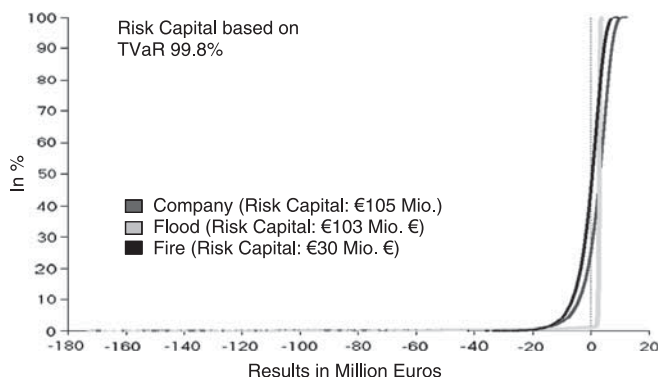 Risk Capital based on
TVaR 99.8%
100
90
80
70
60
50
40
30
20
10
0
In %
Company (Risk Capital: €105 Mio.)
Flood (Risk Capital: €103 Mio. €)
Fire (Risk Capital: €30 Mio. €)
-180 -160 -140 -120 -100 -80 -60 -40 -20 0 20
Results in Million Euros